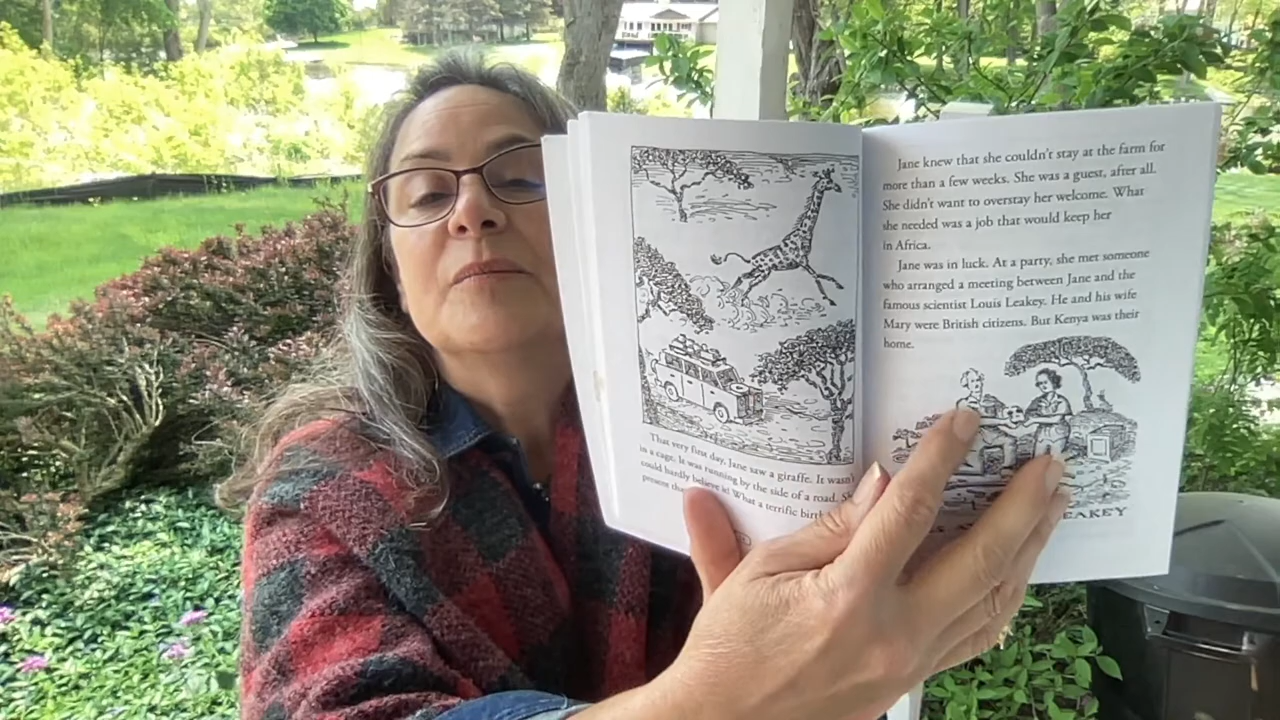 That very first day, Jane saw a giraffe. It wasn
in a cage. It was running by the side of a road. Sh
could hardly believe it! What a terrific birth
present
Jane knew that she couldn't stay at the farm for
more than a few weeks. She was a guest, after all.
She didn't want to overstay her welcome. What
she needed was a job that would keep her
in Africa.
Jane was in luck. At a party, she met someone
who arranged a meeting between Jane and the
famous scientist Louis Leakey. He and his wife
Mary were British citizens. But Kenya was their
home.
EAKEY